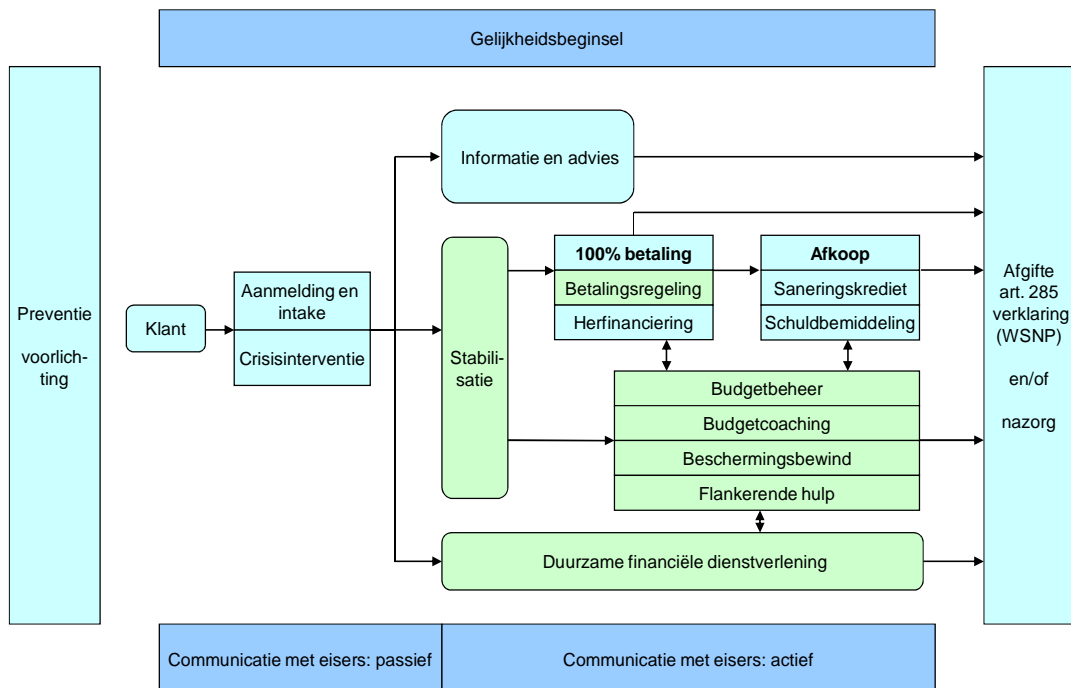 Gelijkheidsbeginsel
Preventie
voorlich-
ting
Klant
Aanmelding en
intake
Crisisinterventie
Informatie en advies
Stabili-
satie
100% betaling
Betalingsregeling
Herfinanciering
Afkoop
Saneringskrediet
Schuldbemiddeling
Budgetbeheer
Budgetcoaching
Beschermingsbewind
Flankerende hulp
Duurzame financiële dienstverlening
Afgifte
art. 285
verklaring
(WSNP)
en/of
nazorg
Communicatie met eisers: passief
Communicatie met eisers: actief